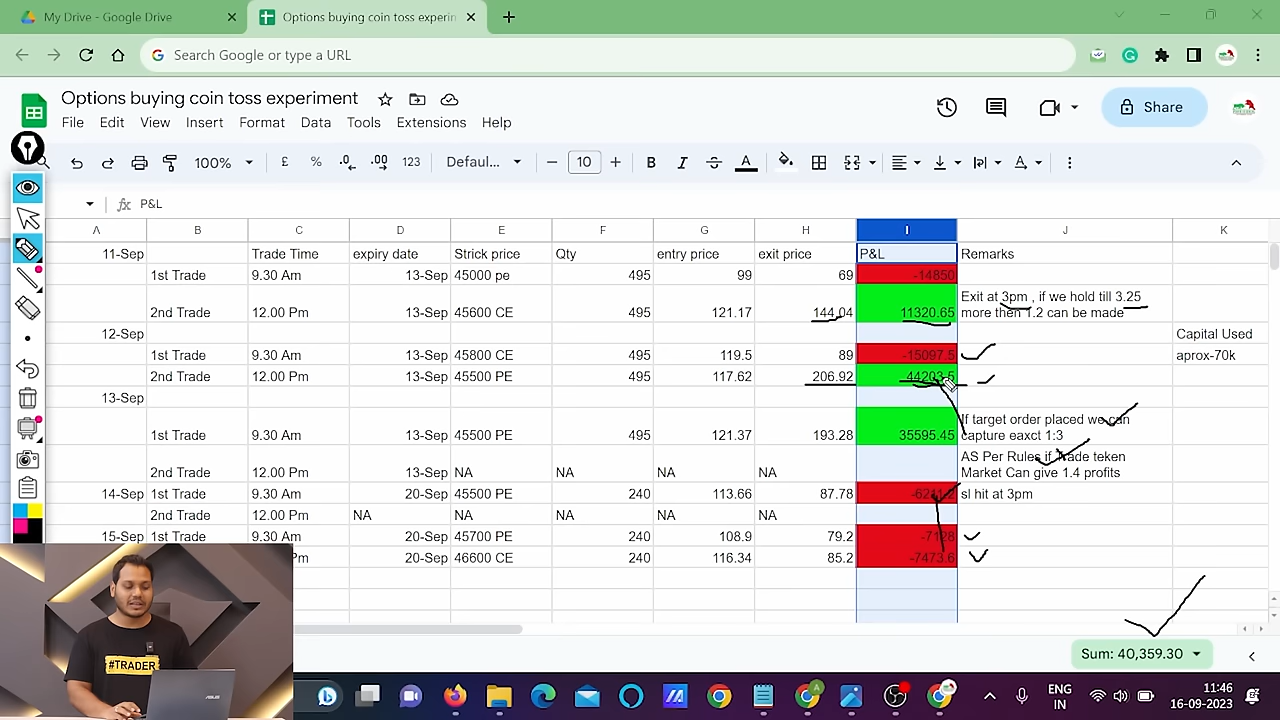 My Drive - Google Drive
Options buying coin toss experin
Search Google or type a URL
Options buying coin toss experiment
File Edit View Insert Format Data Tools Extensions Help
Share
100% £ % .0 .00 123 Defaul... 10 B I A
fx P&L
A B C D E F G H I J K
11-Sep Trade Time expiry date Strick price Qty entry price exit price P&L Remarks
1st Trade 9.30 Am 13-Sep 45000 pe 495 99 69 -14850
2nd Trade 12.00 Pm 13-Sep 45600 CE 495 121.17 144.04 11320.65 Exit at 3pm , if we hold till 3.25
more then 1.2 can be made
12-Sep Capital Used
1st Trade 9.30 Am 13-Sep 45800 CE 495 119.5 89 -15097.5 aprox-70k
2nd Trade 12.00 Pm 13-Sep 45500 PE 495 117.62 206.92 44203.5
13-Sep
1st Trade 9.30 Am 13-Sep 45500 PE 495 121.37 193.28 35595.45 If target order placed we can
capture eaxct 1:3
2nd Trade 12.00 Pm 13-Sep NA NA NA NA AS Per Rules if Trade teken
Market Can give 1.4 profits
14-Sep 1st Trade 9.30 Am 20-Sep 45500 PE 240 113.66 87.78 -6211.2 sl hit at 3pm
2nd Trade 12.00 Pm NA NA NA NA NA
15-Sep 1st Trade 9.30 Am 20-Sep 45700 PE 240 108.9 79.2 -7128
Pm 20-Sep 46600 CE 240 116.34 85.2 -7473.6
Sum: 40,359.30
#TRADER
ASUS
ENG
IN
11:46
16-09-2023